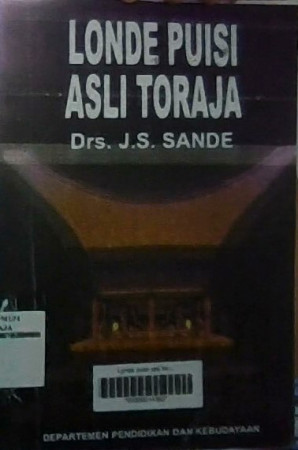 LONDE PUISI
ASLI TORAJA
Drs. J.S. SANDE
DEPARTEMEN PENDIDIKAN DAN KEBUDAYAAN